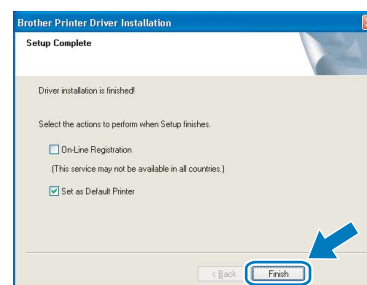 Brother Printer Driver Installation
Setup Complete
Driver installation is finished!
Select the actions to perform when Setup finishes.
On-Line Registration
(This service may not be available in all countries.)
Set as Default Printer
< Back
Finish